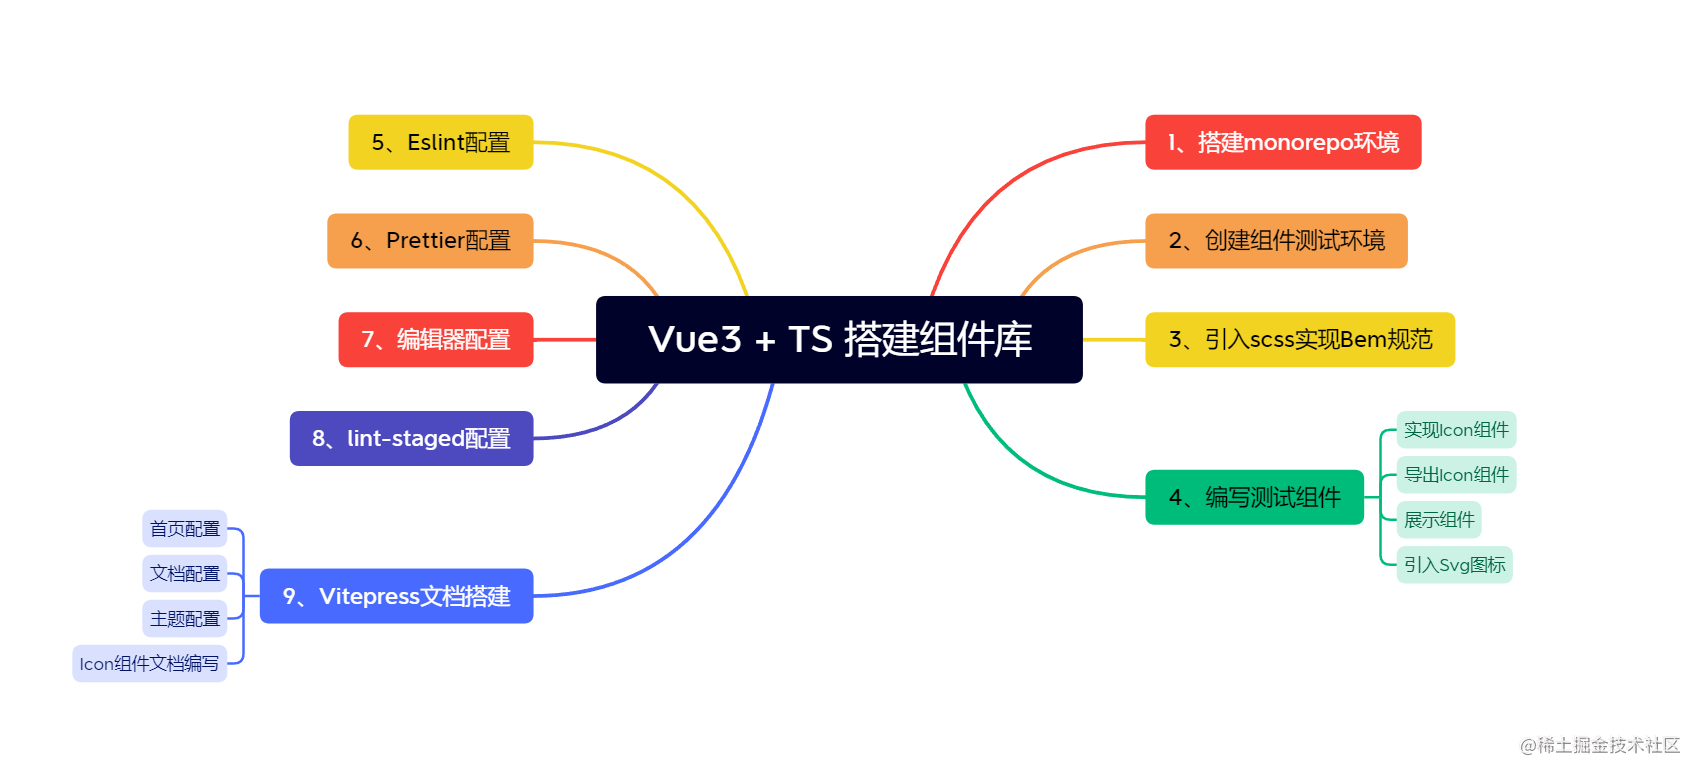 Vue3 + TS 搭建组件库
1、搭建monorepo环境
2、创建组件测试环境
3、引入scss实现Bem规范
4、编写测试组件
实现Icon组件
导出Icon组件
展示组件
引入Svg图标
5、Eslint配置
6、Prettier配置
7、编辑器配置
8、lint-staged配置
9、Vitepress文档搭建
首页配置
文档配置
主题配置
Icon组件文档编写
@稀土掘金技术社区